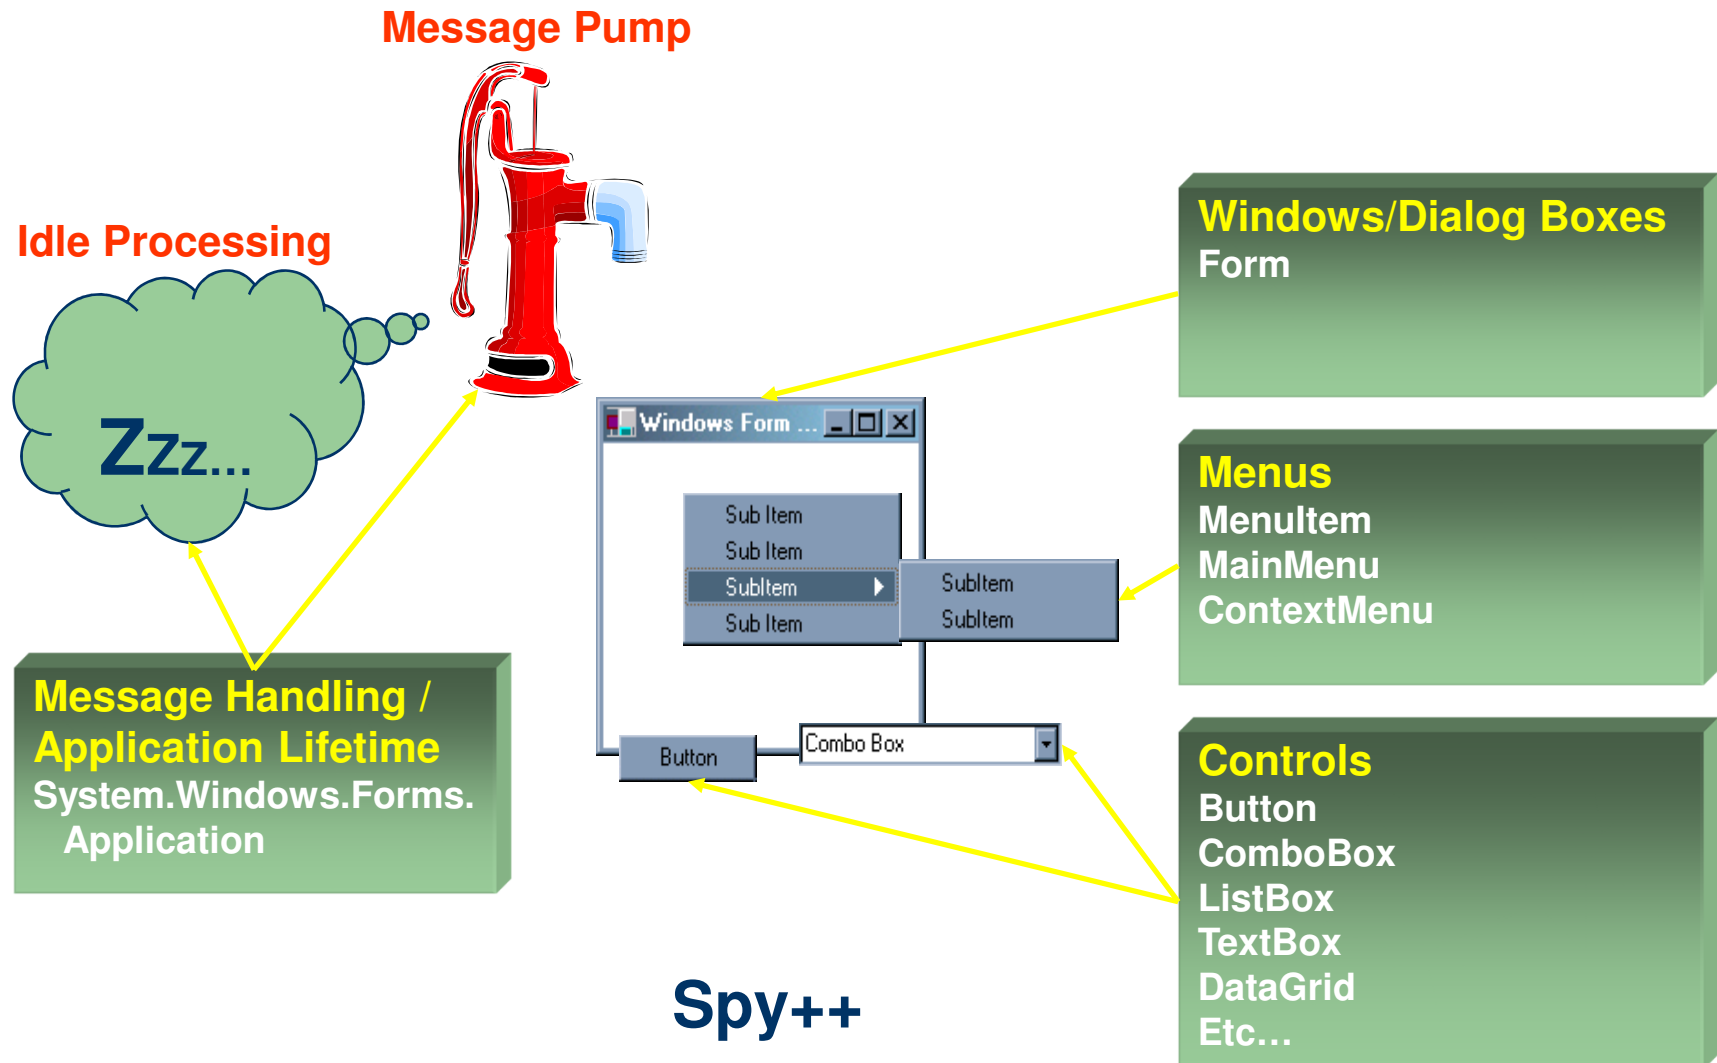 Message Pump
Idle Processing
ZZZ...
Windows/Dialog Boxes
Form
Windows Form ...
Sub Item
Sub Item
SubItem
Sub Item
SubItem
SubItem
Menus
MenuItem
MainMenu
ContextMenu
Message Handling /
Application Lifetime
System.Windows.Forms.
Application
Button
Combo Box
Controls
Button
ComboBox
ListBox
TextBox
DataGrid
Etc...
Spy++